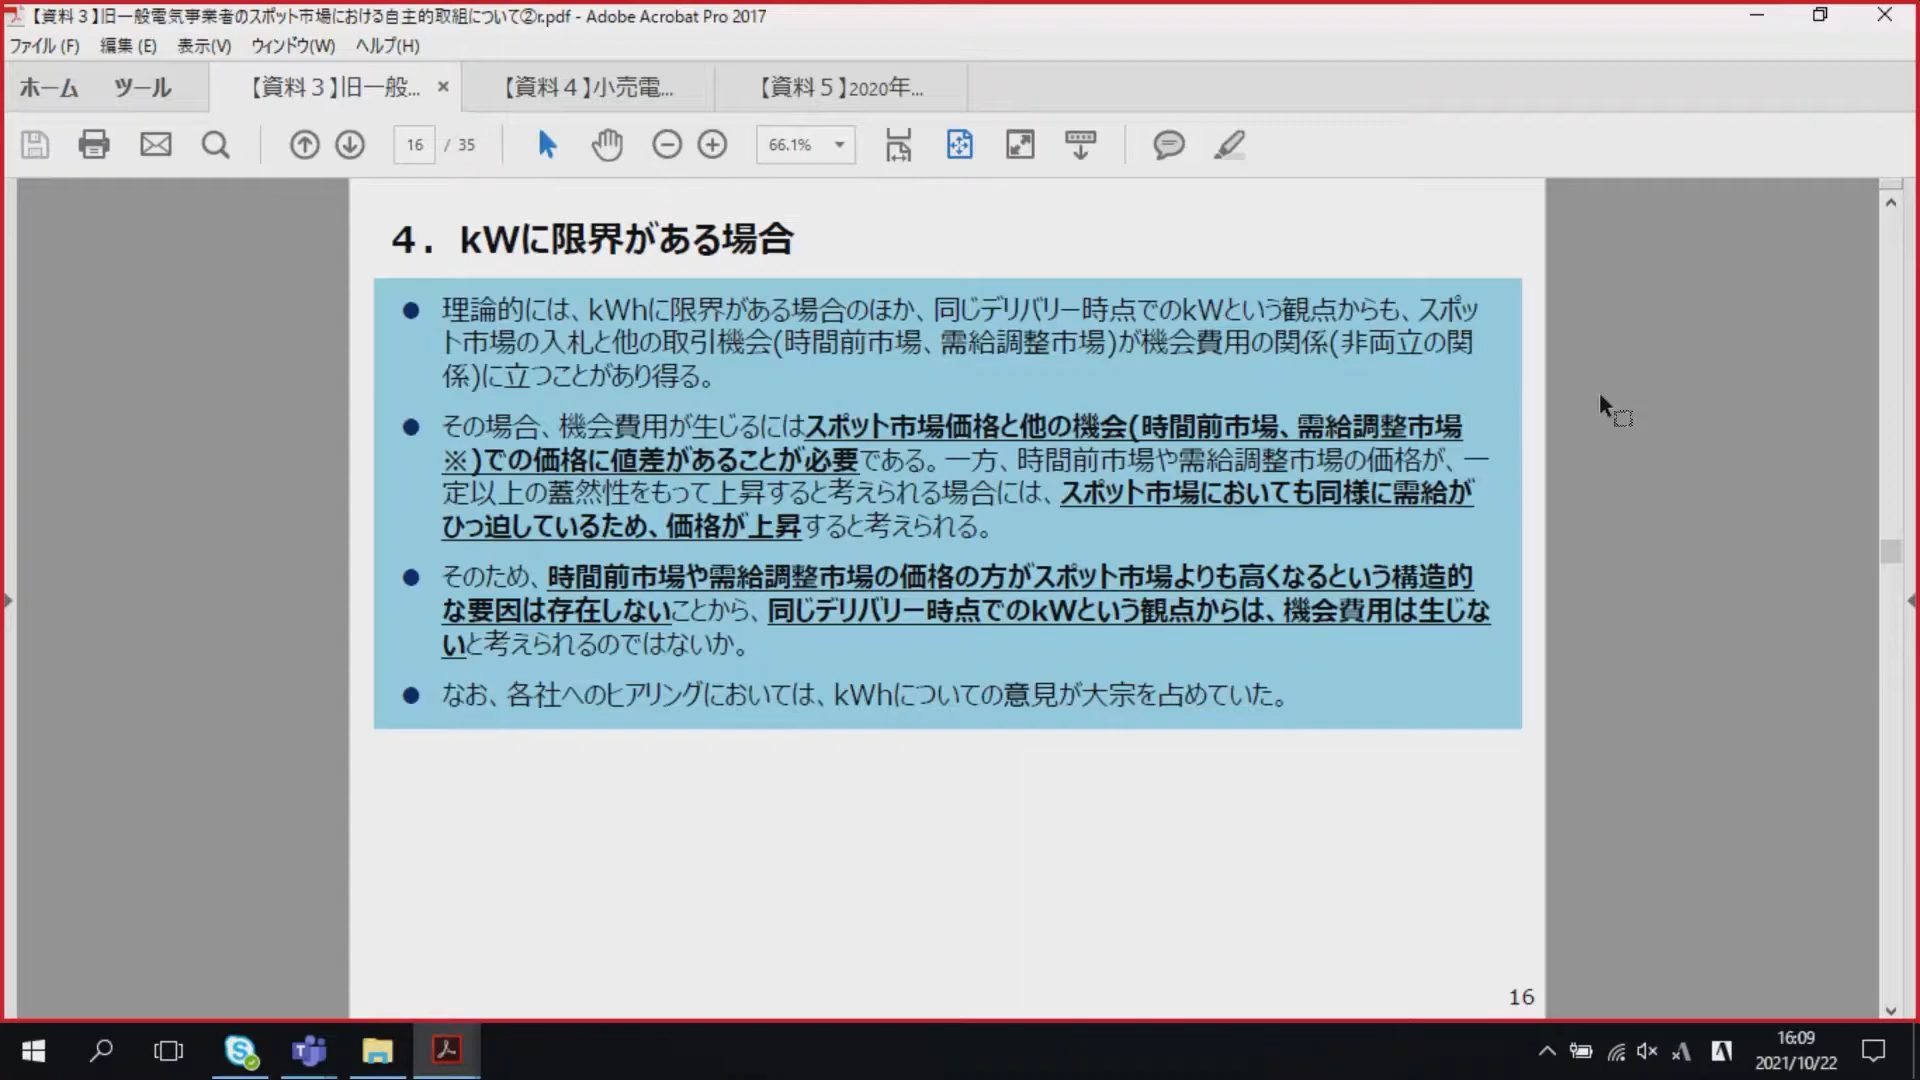 【資料３】旧一般電気事業者のスポット市場における自主的取組について②r.pdf - Adobe Acrobat Pro 2017
ファイル(F) 編集(E) 表示(V) ウィンドウ(W) ヘルプ(H)
ホーム ツール 【資料３】旧一般... × 【資料４】小売電... 【資料５】2020年...
16 / 35 66.1%
４．kWに限界がある場合
● 理論的には、kWhに限界がある場合のほか、同じデリバリー時点でのkWという観点からも、スポッ
ト市場の入札と他の取引機会(時間前市場、需給調整市場)が機会費用の関係(非両立の関
係)に立つことがあり得る。
● その場合、機会費用が生じるにはスポット市場価格と他の機会(時間前市場、需給調整市場
※)での価格に値差があることが必要である。一方、時間前市場や需給調整市場の価格が、一
定以上の蓋然性をもって上昇すると考えられる場合には、スポット市場においても同様に需給が
ひっ迫しているため、価格が上昇すると考えられる。
● そのため、時間前市場や需給調整市場の価格の方がスポット市場よりも高くなるという構造的
な要因は存在しないことから、同じデリバリー時点でのkWという観点からは、機会費用は生じな
いと考えられるのではないか。
● なお、各社へのヒアリングにおいては、kWhについての意見が大宗を占めていた。
16
16:09
2021/10/22